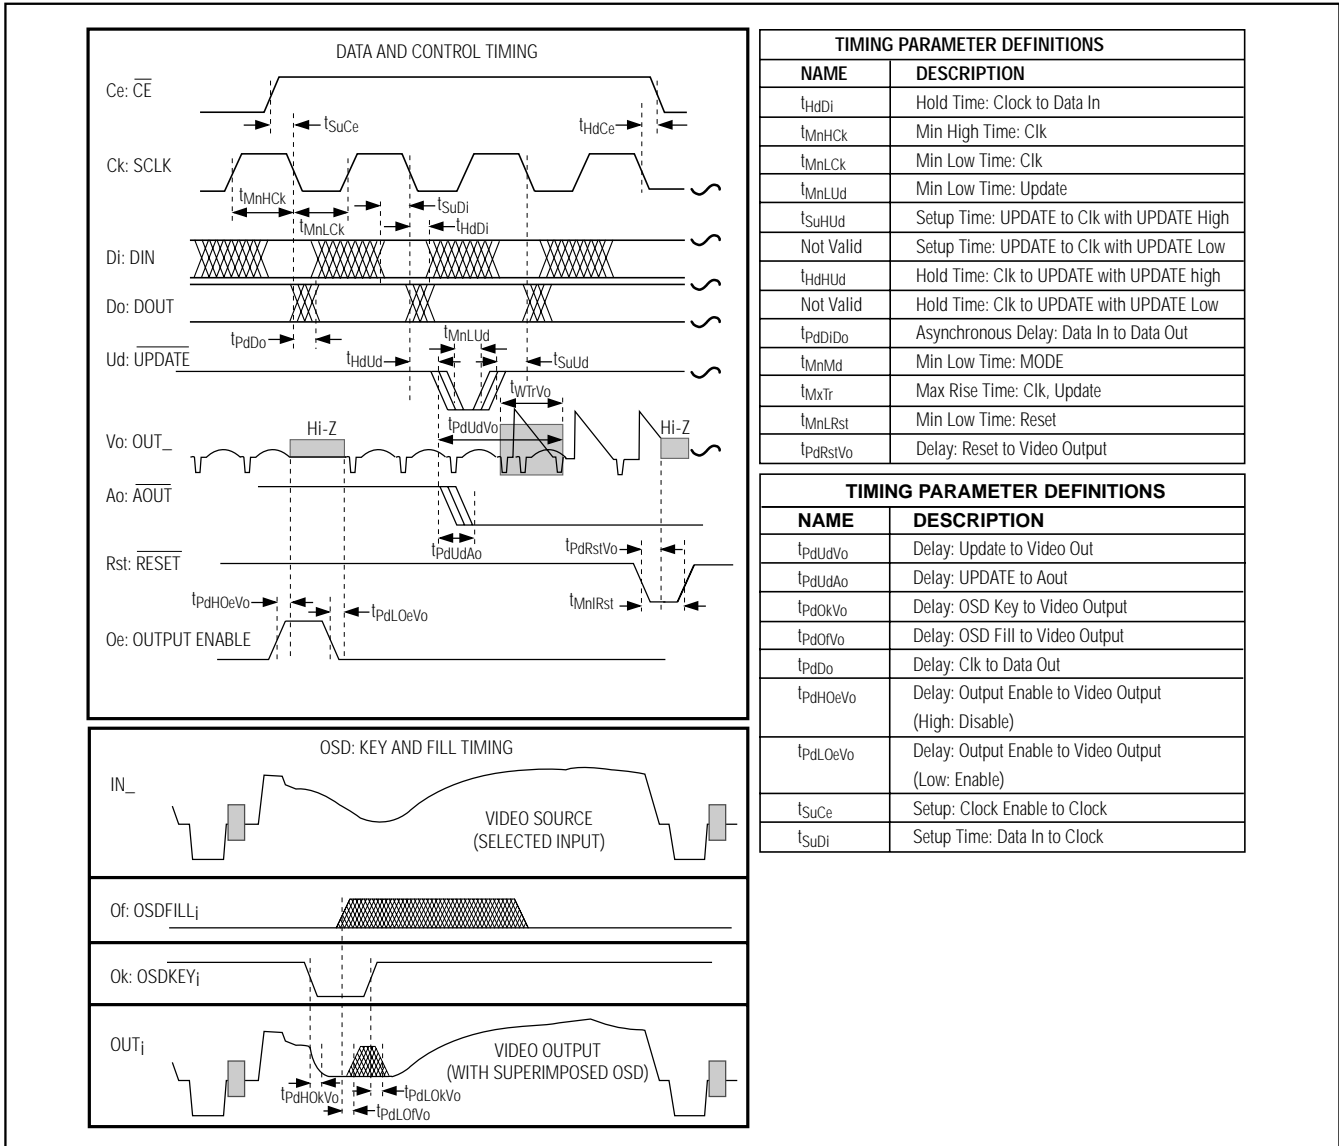 DATA AND CONTROL TIMING
Ce: CE
tSuCe
tHdCe
Ck: SCLK
tMnHCk
tMnLCk
tSuDi
tHdDi
Di: DIN
Do: DOUT
tPdDo
tMnLUd
Ud: UPDATE
tHdUd
tSuUd
tWTrVo
tPdUdVo
Hi-Z
Hi-Z
Vo: OUT_
Ao: AOUT
tPdUdAo
tPdRstVo
Rst: RESET
tMnlRst
tPdHOeVo
tPdLOeVo
Oe: OUTPUT ENABLE
OSD: KEY AND FILL TIMING
IN_
VIDEO SOURCE
(SELECTED INPUT)
Of: OSDFILLi
Ok: OSDKEYi
OUTi
VIDEO OUTPUT
(WITH SUPERIMPOSED OSD)
tPdHOkVo
tPdLOkVo
tPdLOfVo
TIMING PARAMETER DEFINITIONS
NAME DESCRIPTION
tHdDi Hold Time: Clock to Data In
tMnHCk Min High Time: Clk
tMnLCk Min Low Time: Clk
tMnLUd Min Low Time: Update
tSuHUd Setup Time: UPDATE to Clk with UPDATE High
Not Valid Setup Time: UPDATE to Clk with UPDATE Low
tHdHUd Hold Time: Clk to UPDATE with UPDATE high
Not Valid Hold Time: Clk to UPDATE with UPDATE Low
tPdDiDo Asynchronous Delay: Data In to Data Out
tMnMd Min Low Time: MODE
tMxTr Max Rise Time: Clk, Update
tMnLRst Min Low Time: Reset
tPdRstVo Delay: Reset to Video Output
TIMING PARAMETER DEFINITIONS
NAME DESCRIPTION
tPdUdVo Delay: Update to Video Out
tPdUdAo Delay: UPDATE to Aout
tPdOkVo Delay: OSD Key to Video Output
tPdOfVo Delay: OSD Fill to Video Output
tPdDo Delay: Clk to Data Out
tPdHOeVo Delay: Output Enable to Video Output
(High: Disable)
tPdLOeVo Delay: Output Enable to Video Output
(Low: Enable)
tSuCe Setup: Clock Enable to Clock
tSuDi Setup Time: Data In to Clock